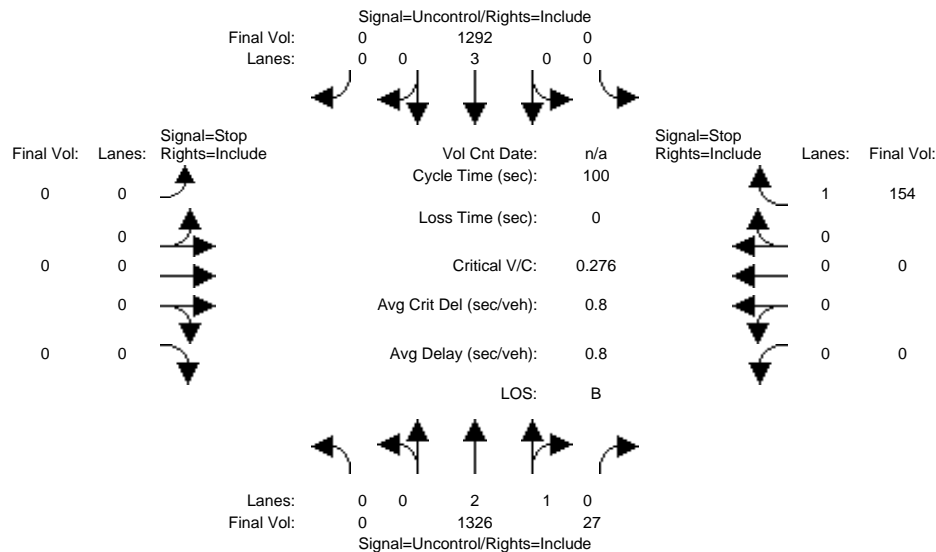 Signal=Uncontrol/Rights=Include
Final Vol: 0 1292 0
Lanes: 0 0 3 0 0
Signal=Stop
Final Vol: Lanes: Rights=Include
Vol Cnt Date: n/a
Signal=Stop
Rights=Include Lanes: Final Vol:
Cycle Time (sec): 100
0 0
1 154
Loss Time (sec): 0
0
0
0 0
Critical V/C: 0.276
0 0
0
Avg Crit Del (sec/veh): 0.8
0
0 0
Avg Delay (sec/veh): 0.8
0 0
LOS: B
Lanes: 0 0 2 1 0
Final Vol: 0 1326 27
Signal=Uncontrol/Rights=Include